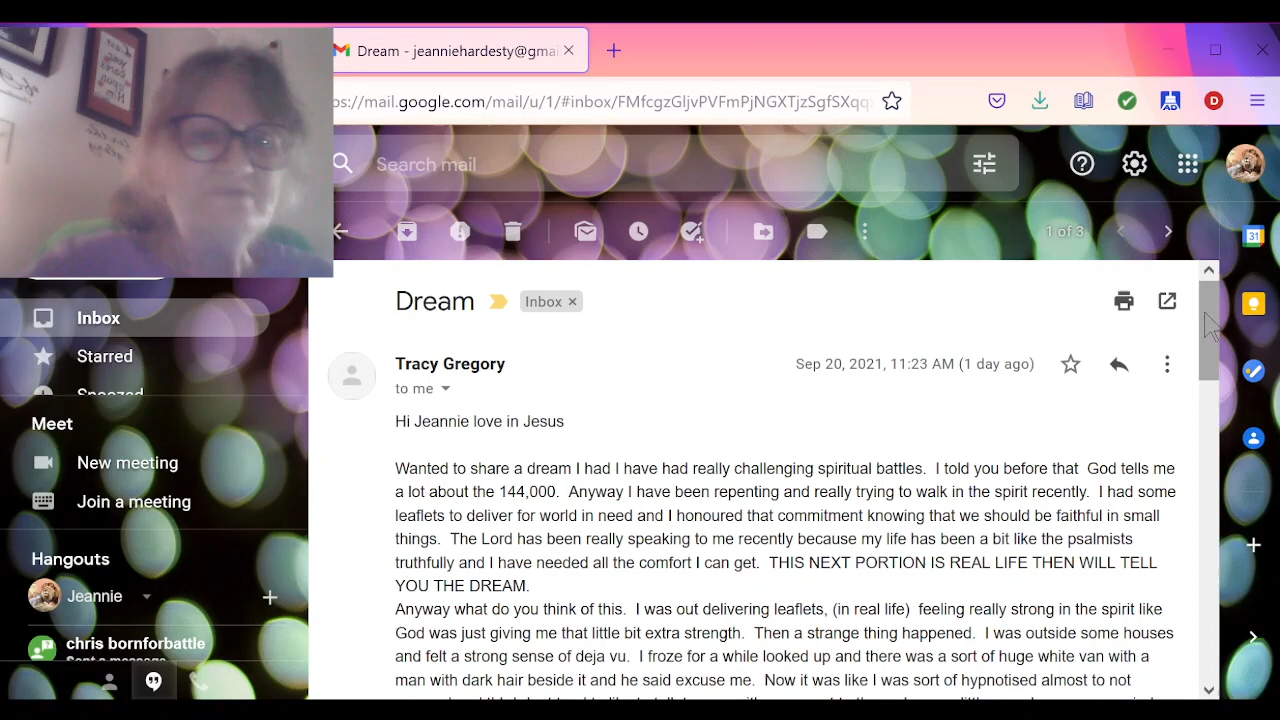 Dream - jeanniehardesty@gmai
ps://mail.google.com/mail/u/1/#inbox/FMfcgzGljvPVFmPjNGXTjzSgfSXqq
AD
D
Search mail
1 of 3
31
Dream
Inbox
Inbox
Starred
Snoozed
Meet
New meeting
Join a meeting
Hangouts
Jeannie
chris bornforbattle
Sent a message
Tracy Gregory
Sep 20, 2021, 11:23 AM (1 day ago)
to me
Hi Jeannie love in Jesus
Wanted to share a dream I had I have had really challenging spiritual battles. I told you before that God tells me
a lot about the 144,000. Anyway I have been repenting and really trying to walk in the spirit recently. I had some
leaflets to deliver for world in need and I honoured that commitment knowing that we should be faithful in small
things. The Lord has been really speaking to me recently because my life has been a bit like the psalmists
truthfully and I have needed all the comfort I can get. THIS NEXT PORTION IS REAL LIFE THEN WILL TELL
YOU THE DREAM.
Anyway what do you think of this. I was out delivering leaflets, (in real life) feeling really strong in the spirit like
God was just giving me that little bit extra strength. Then a strange thing happened. I was outside some houses
and felt a strong sense of deja vu. I froze for a while looked up and there was a sort of huge white van with a
man with dark hair beside it and he said excuse me. Now it was like I was sort of hypnotised almost to not